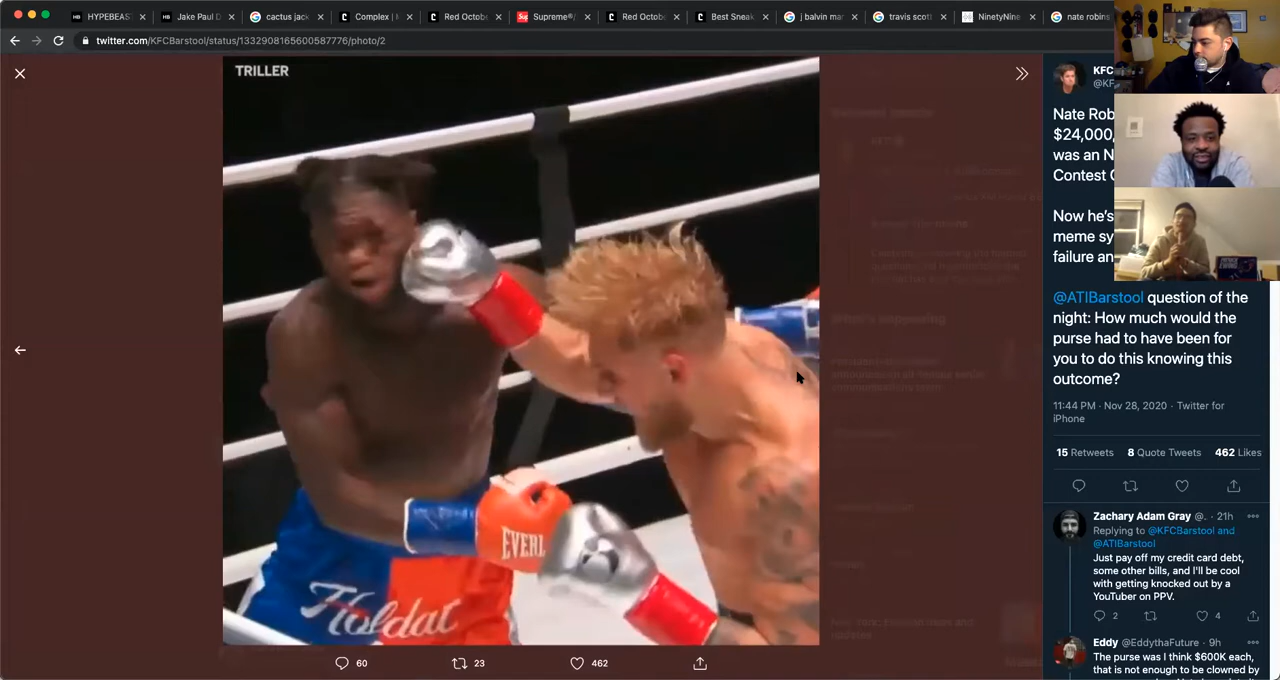 HYPEBEAS
Jake Paul D
cactus jack
Complex | N
Red Octob
Supreme®/
Red Octob
Best Sneak
j balvin mar
travis scott
NinetyNine
nate robins
twitter.com/KFCBarstool/status/1332908165600587776/photo/2
TRILLER
EVERL
Holdat
60
23
462
KFC
@KF
Nate Rob
$24,000,
was an N
Contest C
Now he's
meme sy
failure an
@ATIBarstool question of the
night: How much would the
purse had to have been for
you to do this knowing this
outcome?
11:44 PM · Nov 28, 2020 · Twitter for
iPhone
15 Retweets 8 Quote Tweets 462 Likes
Zachary Adam Gray @. · 21h
Replying to @KFCBarstool and
@ATIBarstool
Just pay off my credit card debt,
some other bills, and I'll be cool
with getting knocked out by a
YouTuber on PPV.
2
4
Eddy @EddythaFuture · 9h
The purse was I think $600K each,
that is not enough to be clowned by